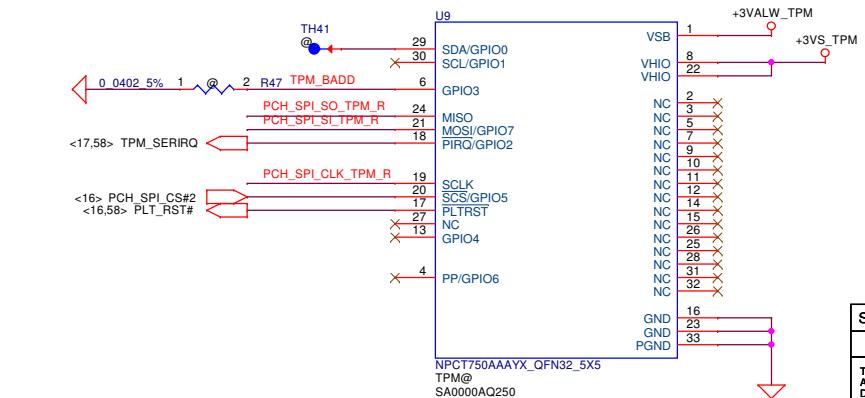 U9
TH41
@
29 SDA/GPIO0
30 SCL/GPIO1
0_0402_5% 1 @ 2 R47 TPM_BADD 6 GPIO3
PCH_SPI_SO_TPM_R 24 MISO
PCH_SPI_SI_TPM_R 21 MOSI/GPIO7
<17,58> TPM_SERIRQ 18 PIRQ/GPIO2
PCH_SPI_CLK_TPM_R 19 SCLK
<16> PCH_SPI_CS#2 20 SCS/GPIO5
<16,58> PLT_RST# 17 PLTRST
27 NC
13 GPIO4
4 PP/GPIO6
+3VALW_TPM
VSB 1
+3VS_TPM
VHIO 8
VHIO 22
NC 2
NC 3
NC 5
NC 7
NC 9
NC 10
NC 11
NC 12
NC 14
NC 15
NC 26
NC 25
NC 28
NC 31
NC 32
GND 16
GND 23
PGND 33
NPCT750AAAYX_QFN32_5X5
TPM@
SA0000AQ250
S
T
A
D